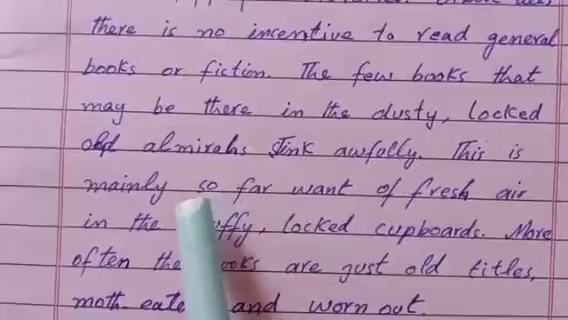 there is no incentive to read general
books or fiction. The few books that
may be there in the dusty, locked
old almirahs stink awfully. This is
mainly so far want of fresh air
in the uffy, locked cupboards. More
often the ooks are just old titles,
moth eate and worn out.